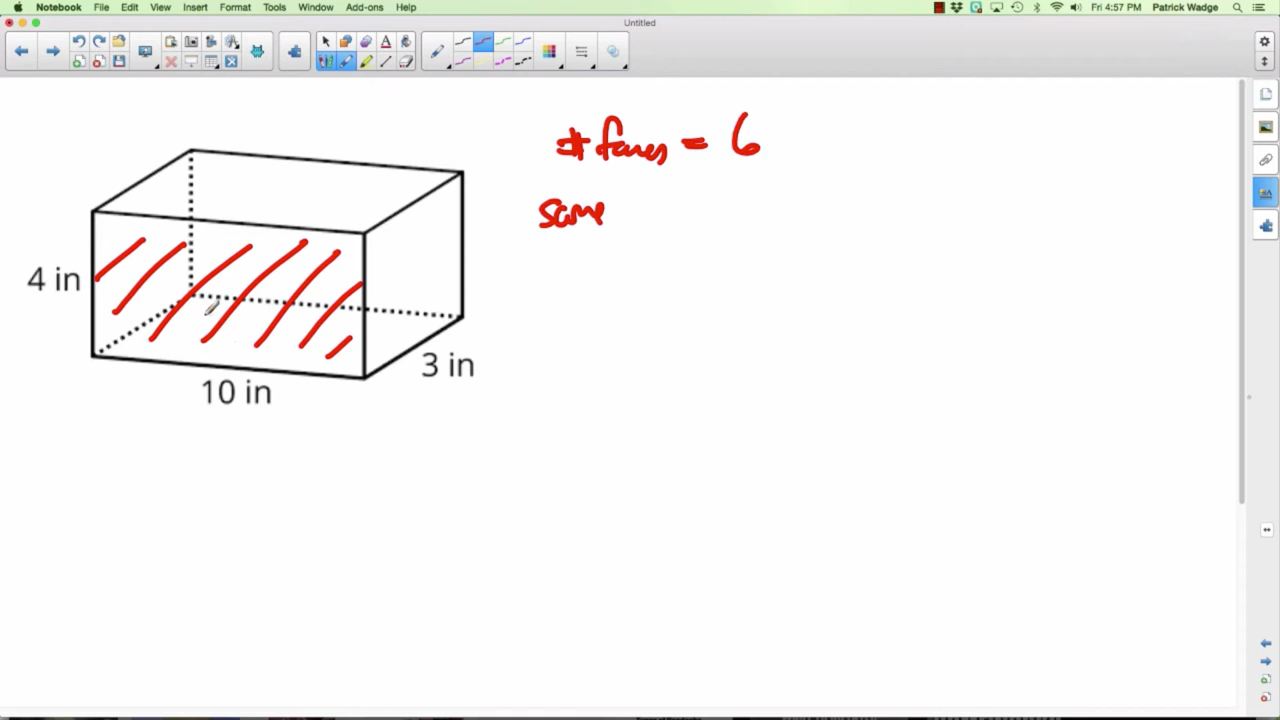 Notebook File Edit View Insert Format Tools Window Add-ons Help Fri 4:57 PM Patrick Wadge
Untitled
# faces = 6
same
4 in
3 in
10 in